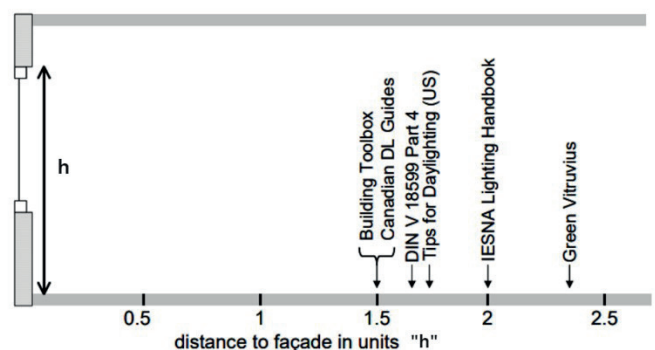 h
Building Toolbox
Canadian DL Guides
DIN V 18599 Part 4
Tips for Daylighting (US)
IESNA Lighting Handbook
Green Vitruvius
0.5 1 1.5 2 2.5
distance to façade in units "h"